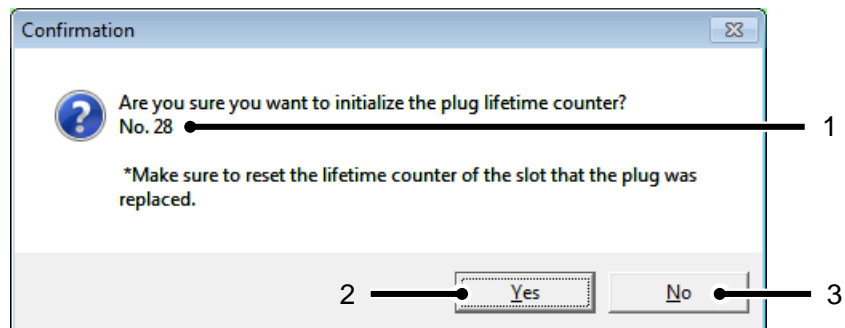 Confirmation
Are you sure you want to initialize the plug lifetime counter?
No. 28
1
*Make sure to reset the lifetime counter of the slot that the plug was
replaced.
2
Yes
No
3